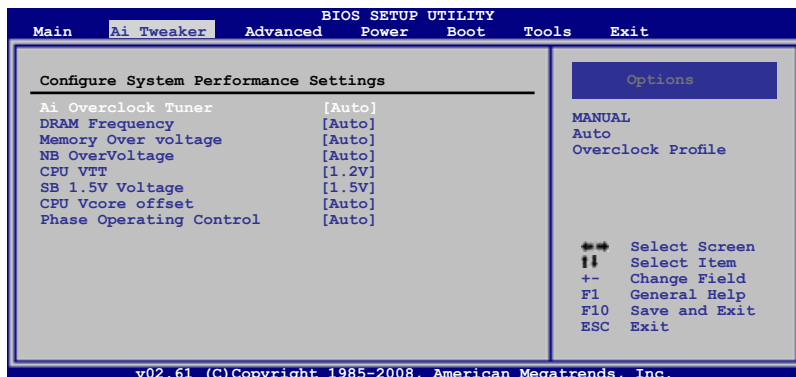 BIOS SETUP UTILITY
Main Ai Tweaker Advanced Power Boot Tools Exit
Configure System Performance Settings
Ai Overclock Tuner [Auto]
DRAM Frequency [Auto]
Memory Over voltage [Auto]
NB OverVoltage [Auto]
CPU VTT [1.2V]
SB 1.5V Voltage [1.5V]
CPU Vcore offset [Auto]
Phase Operating Control [Auto]
Options
MANUAL
Auto
Overclock Profile
Select Screen
Select Item
+- Change Field
F1 General Help
F10 Save and Exit
ESC Exit
v02.61 (C)Copyright 1985-2008, American Megatrends, Inc.